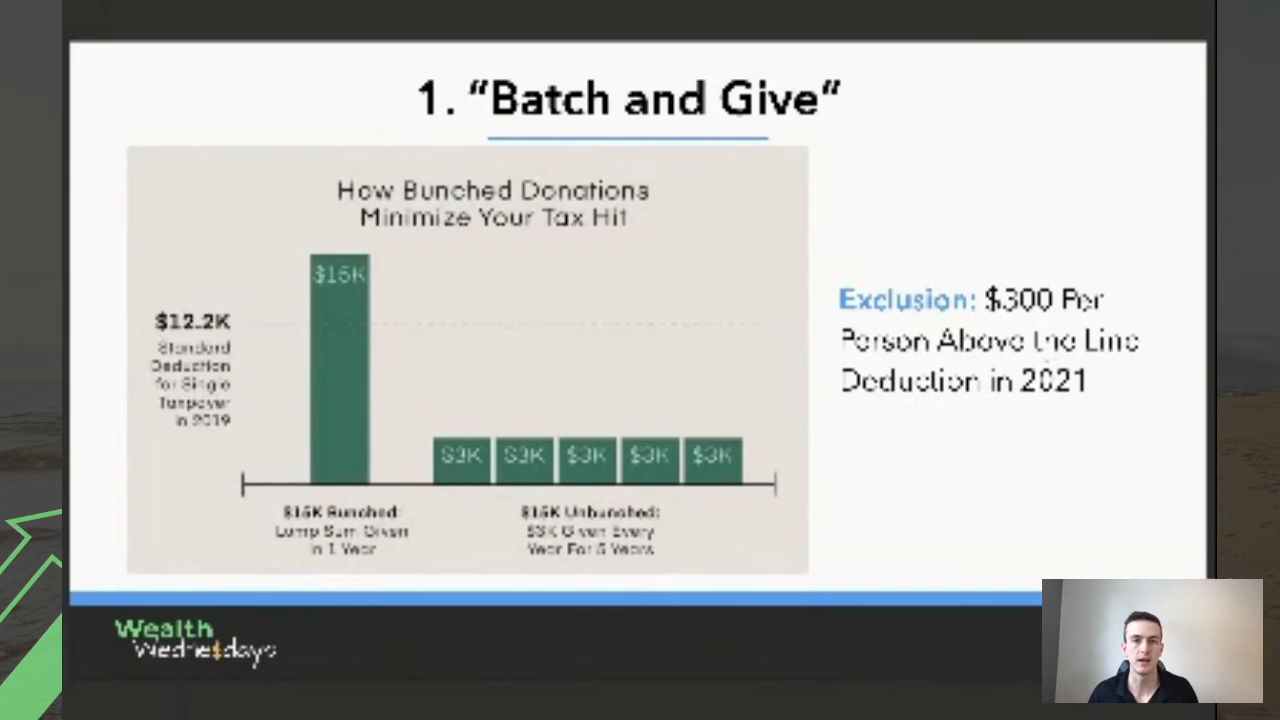 1. “Batch and Give“
How Bunched Donations
Minimize Your Tax Hit
$15K
$12.2K
Standard
Deduction
for Single
Taxpayer
in 2019
$3K $3K $3K $3K $3K
$15K Bunched:
Lump Sum Given
in 1 Year
$15K Unbunched:
$3K Given Every
Year For 5 Years
Exclusion: $300 Per
Person Above the Line
Deduction in 2021
Wealth
Wedne$days